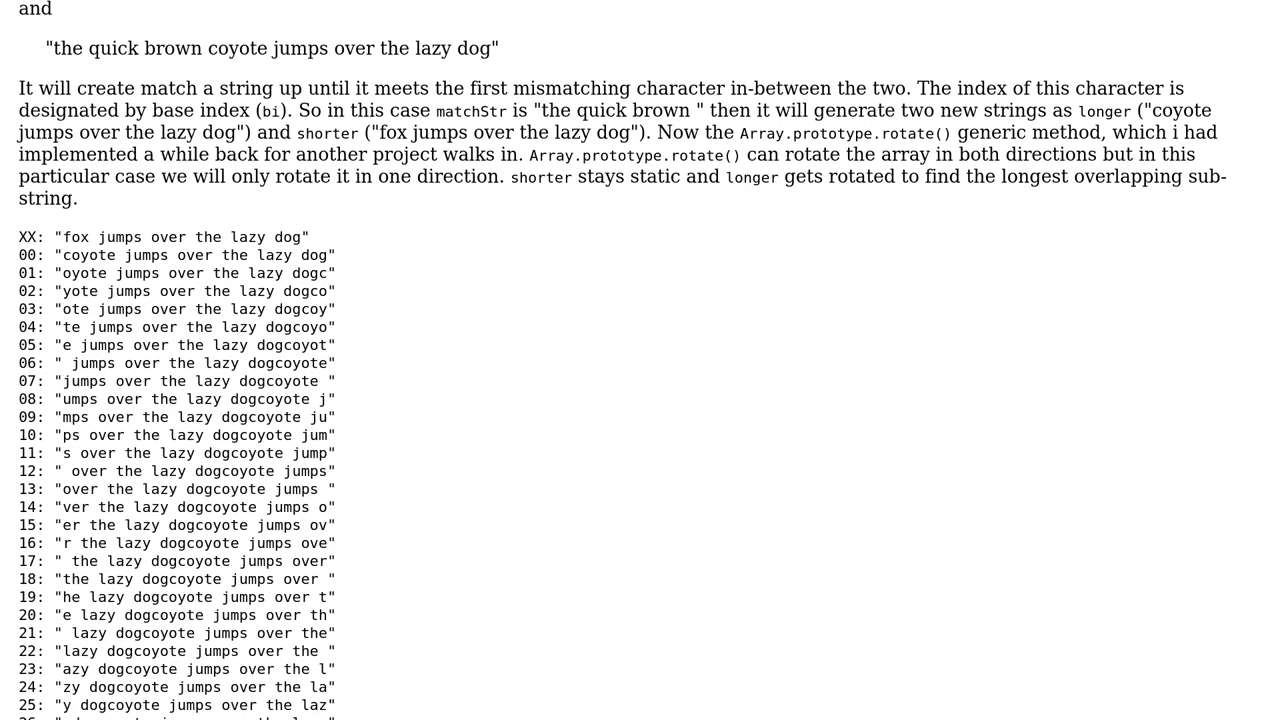 and
"the quick brown coyote jumps over the lazy dog"
It will create match a string up until it meets the first mismatching character in-between the two. The index of this character is
designated by base index (bi). So in this case matchStr is "the quick brown " then it will generate two new strings as longer ("coyote
jumps over the lazy dog") and shorter ("fox jumps over the lazy dog"). Now the Array.prototype.rotate() generic method, which i had
implemented a while back for another project walks in. Array.prototype.rotate() can rotate the array in both directions but in this
particular case we will only rotate it in one direction. shorter stays static and longer gets rotated to find the longest overlapping sub-
string.
XX: "fox jumps over the lazy dog"
00: "coyote jumps over the lazy dog"
01: "oyote jumps over the lazy dogc"
02: "yote jumps over the lazy dogco"
03: "ote jumps over the lazy dogcoy"
04: "te jumps over the lazy dogcoyo"
05: "e jumps over the lazy dogcoyot"
06: " jumps over the lazy dogcoyote"
07: "jumps over the lazy dogcoyote "
08: "umps over the lazy dogcoyote j"
09: "mps over the lazy dogcoyote ju"
10: "ps over the lazy dogcoyote jum"
11: "s over the lazy dogcoyote jump"
12: " over the lazy dogcoyote jumps"
13: "over the lazy dogcoyote jumps "
14: "ver the lazy dogcoyote jumps o"
15: "er the lazy dogcoyote jumps ov"
16: "r the lazy dogcoyote jumps ove"
17: " the lazy dogcoyote jumps over"
18: "the lazy dogcoyote jumps over "
19: "he lazy dogcoyote jumps over t"
20: "e lazy dogcoyote jumps over th"
21: " lazy dogcoyote jumps over the"
22: "lazy dogcoyote jumps over the "
23: "azy dogcoyote jumps over the l"
24: "zy dogcoyote jumps over the la"
25: "y dogcoyote jumps over the laz"